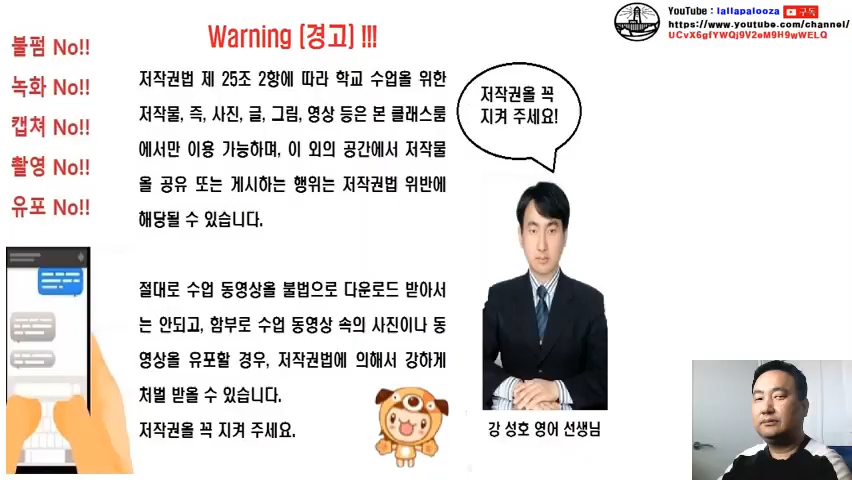 YouTube : lallapalooza 구독
https://www.youtube.com/channel/
UCvX6gfYWQj9V2eM9H9wWELQ
Warning (경고) !!!
불펌 No!!
녹화 No!!
캡쳐 No!!
촬영 No!!
유포 No!!
저작권법 제 25조 2항에 따라 학교 수업을 위한
저작물, 즉, 사진, 글, 그림, 영상 등은 본 클래스룸
에서만 이용 가능하며, 이 외의 공간에서 저작물
을 공유 또는 게시하는 행위는 저작권법 위반에
해당될 수 있습니다.
절대로 수업 동영상을 불법으로 다운로드 받아서
는 안되고, 함부로 수업 동영상 속의 사진이나 동
영상을 유포할 경우, 저작권법에 의해서 강하게
처벌 받을 수 있습니다.
저작권을 꼭 지켜 주세요.
저작권을 꼭
지켜 주세요!
강 성호 영어 선생님